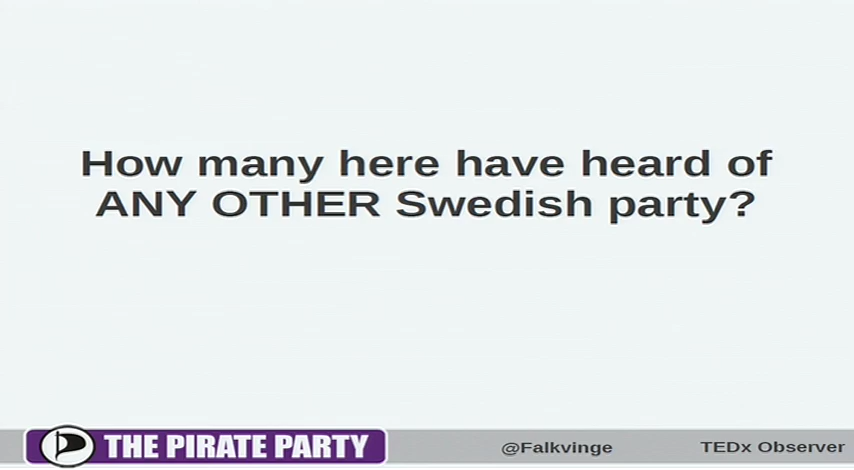 How many here have heard of
ANY OTHER Swedish party?
THE PIRATE PARTY
@Falkvinge
TEDx Observer